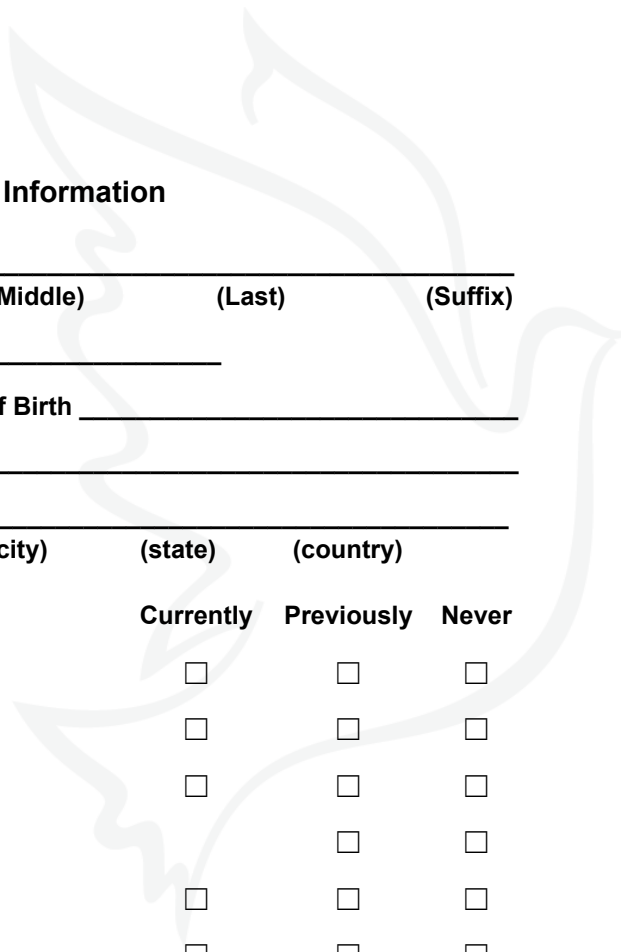 Information
Middle) (Last) (Suffix)
f Birth
city) (state) (country)
Currently Previously Never